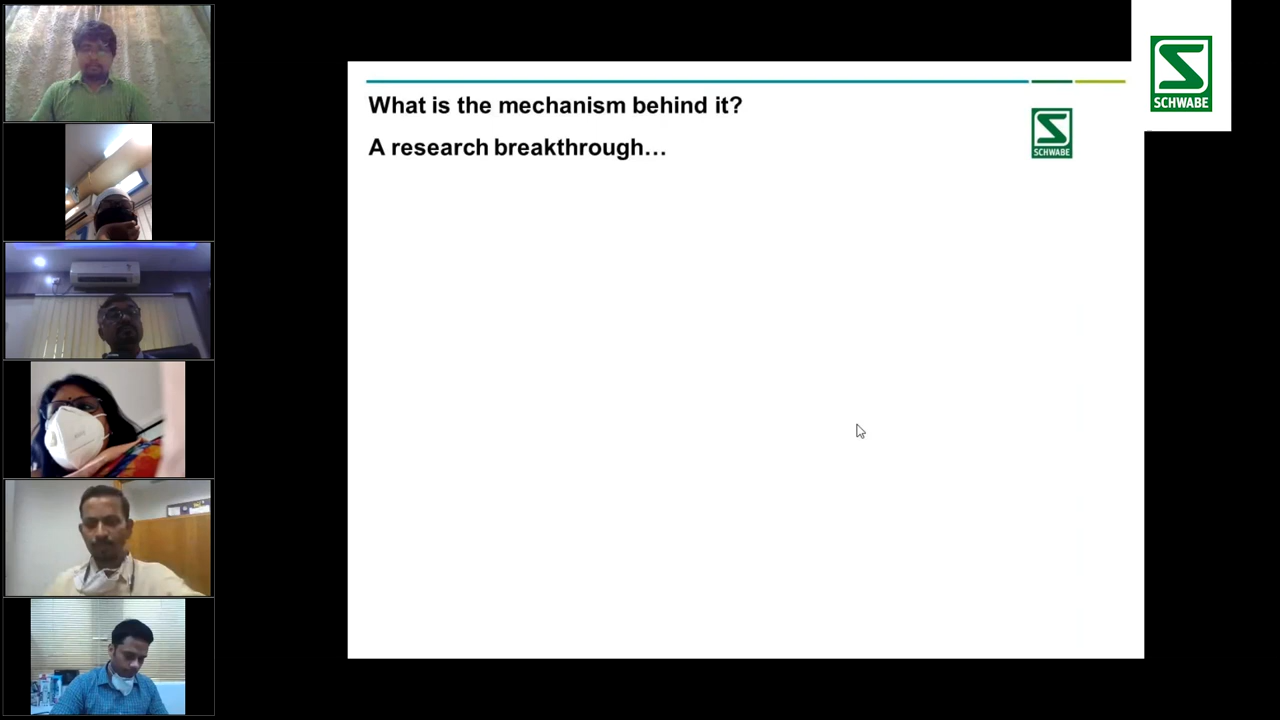 SCHWABE
What is the mechanism behind it?
A research breakthrough…
SCHWABE